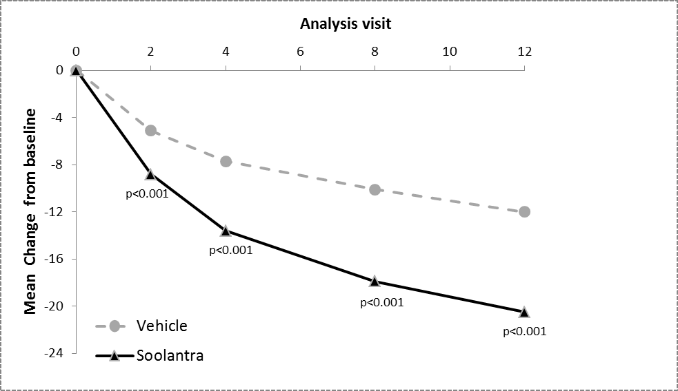 Analysis visit
0 2 4 6 8 10 12
0
-4
-8
-12
-16
-20
-24
Mean Change from baseline
p<0.001
p<0.001
p<0.001
p<0.001
Vehicle
Soolantra